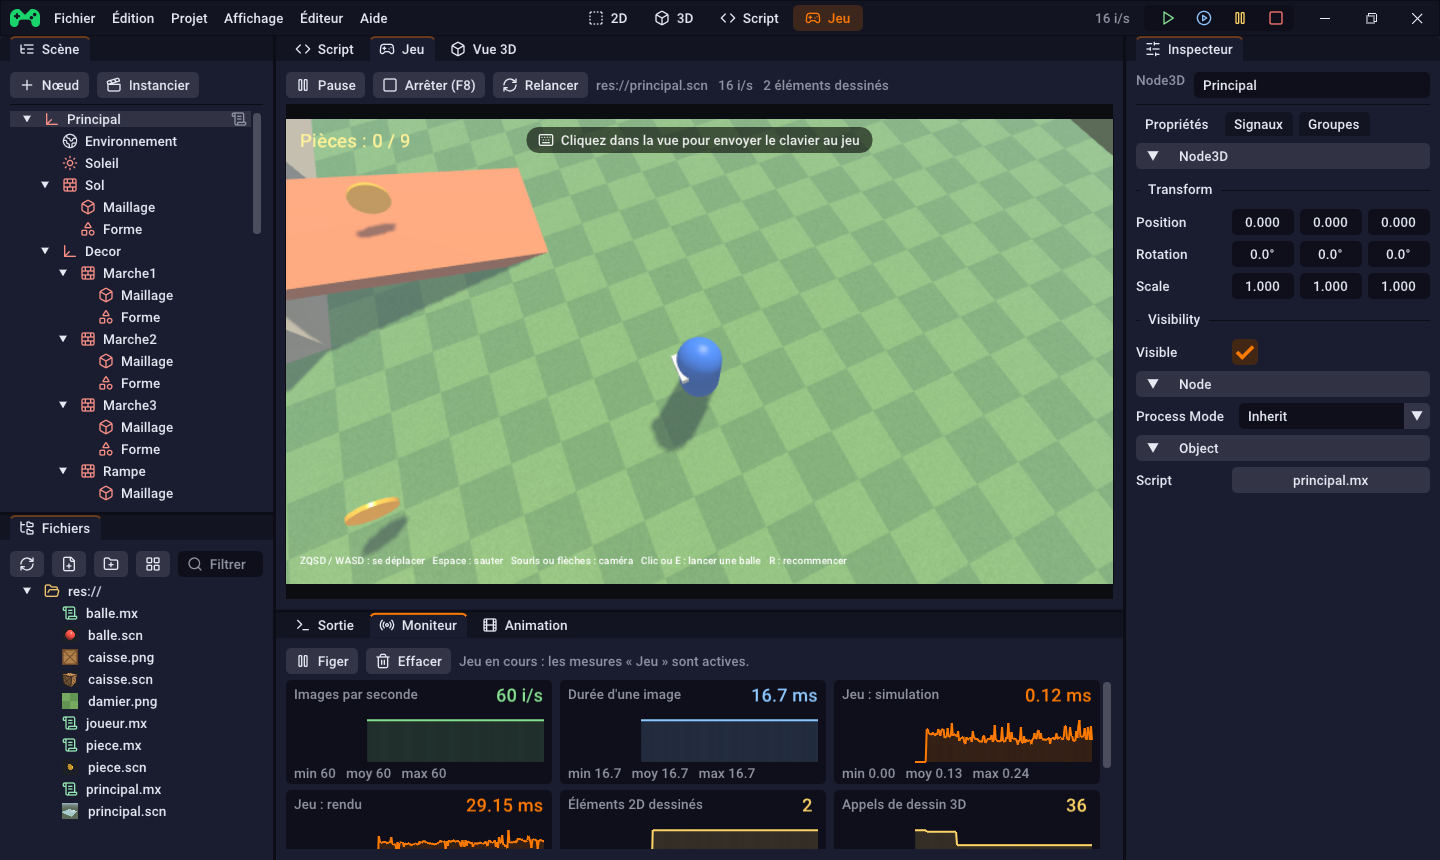 Fichier Édition Projet Affichage Éditeur Aide 2D 3D Script Jeu 16 i/s
Scène
Nœud Instancier
Principal
Environnement
Soleil
Sol
Maillage
Forme
Decor
Marche1
Maillage
Forme
Marche2
Maillage
Forme
Marche3
Maillage
Forme
Rampe
Maillage
Fichiers
Filtrer
res://
balle.mx
balle.scn
caisse.png
caisse.scn
damier.png
joueur.mx
piece.mx
piece.scn
principal.mx
principal.scn
Script Jeu Vue 3D
Pause Arrêter (F8) Relancer res://principal.scn 16 i/s 2 éléments dessinés
Pièces : 0 / 9
Cliquez dans la vue pour envoyer le clavier au jeu
ZQSD / WASD : se déplacer Espace : sauter Souris ou flèches : caméra Clic ou E : lancer une balle R : recommencer
Sortie Moniteur Animation
Figer Effacer Jeu en cours : les mesures « Jeu » sont actives.
Images par seconde 60 i/s
min 60 moy 60 max 60
Durée d'une image 16.7 ms
min 16.7 moy 16.7 max 16.7
Jeu : simulation 0.12 ms
min 0.00 moy 0.13 max 0.24
Jeu : rendu 29.15 ms
Éléments 2D dessinés 2
Appels de dessin 3D 36
Inspecteur
Node3D Principal
Propriétés Signaux Groupes
Node3D
Transform
Position 0.000 0.000 0.000
Rotation 0.0° 0.0° 0.0°
Scale 1.000 1.000 1.000
Visibility
Visible
Node
Process Mode Inherit
Object
Script principal.mx